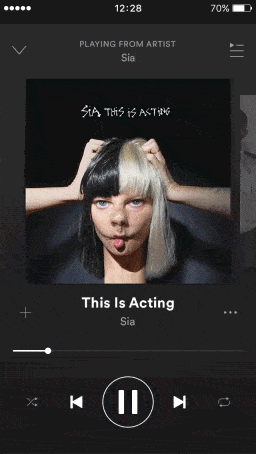 12:28
70%
PLAYING FROM ARTIST
Sia
SIA THIS IS ACTING
This Is Acting
Sia